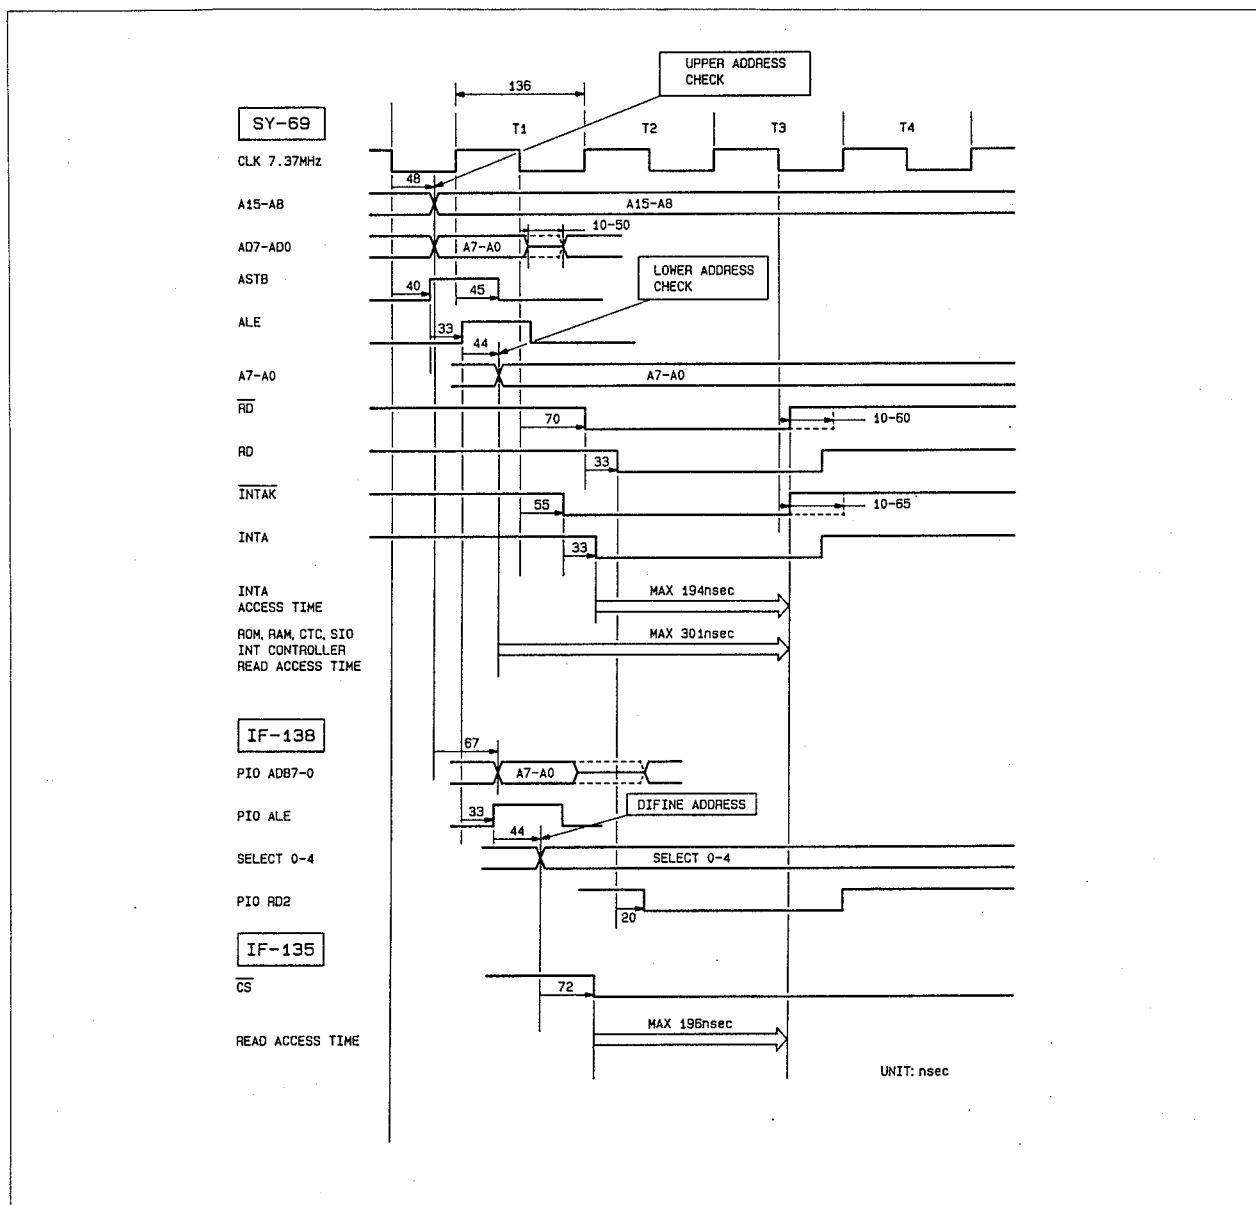 UPPER ADDRESS
CHECK
136
SY-69
T1
T2
T3
T4
CLK 7.37MHz
48
A15-A8
A15-A8
10-50
AD7-AD0
A7-A0
LOWER ADDRESS
CHECK
ASTB
40
45
ALE
33
44
A7-A0
A7-A0
RD
70
10-60
RD
33
INTAK
55
10-65
INTA
33
INTA
ACCESS TIME
MAX 194nsec
ROM, RAM, CTC, SIO
INT CONTROLLER
READ ACCESS TIME
MAX 301nsec
IF-138
67
PIO ADB7-0
A7-A0
DIFINE ADDRESS
PIO ALE
33
44
SELECT 0-4
SELECT 0-4
PIO RD2
20
IF-135
CS
72
MAX 196nsec
READ ACCESS TIME
UNIT: nsec